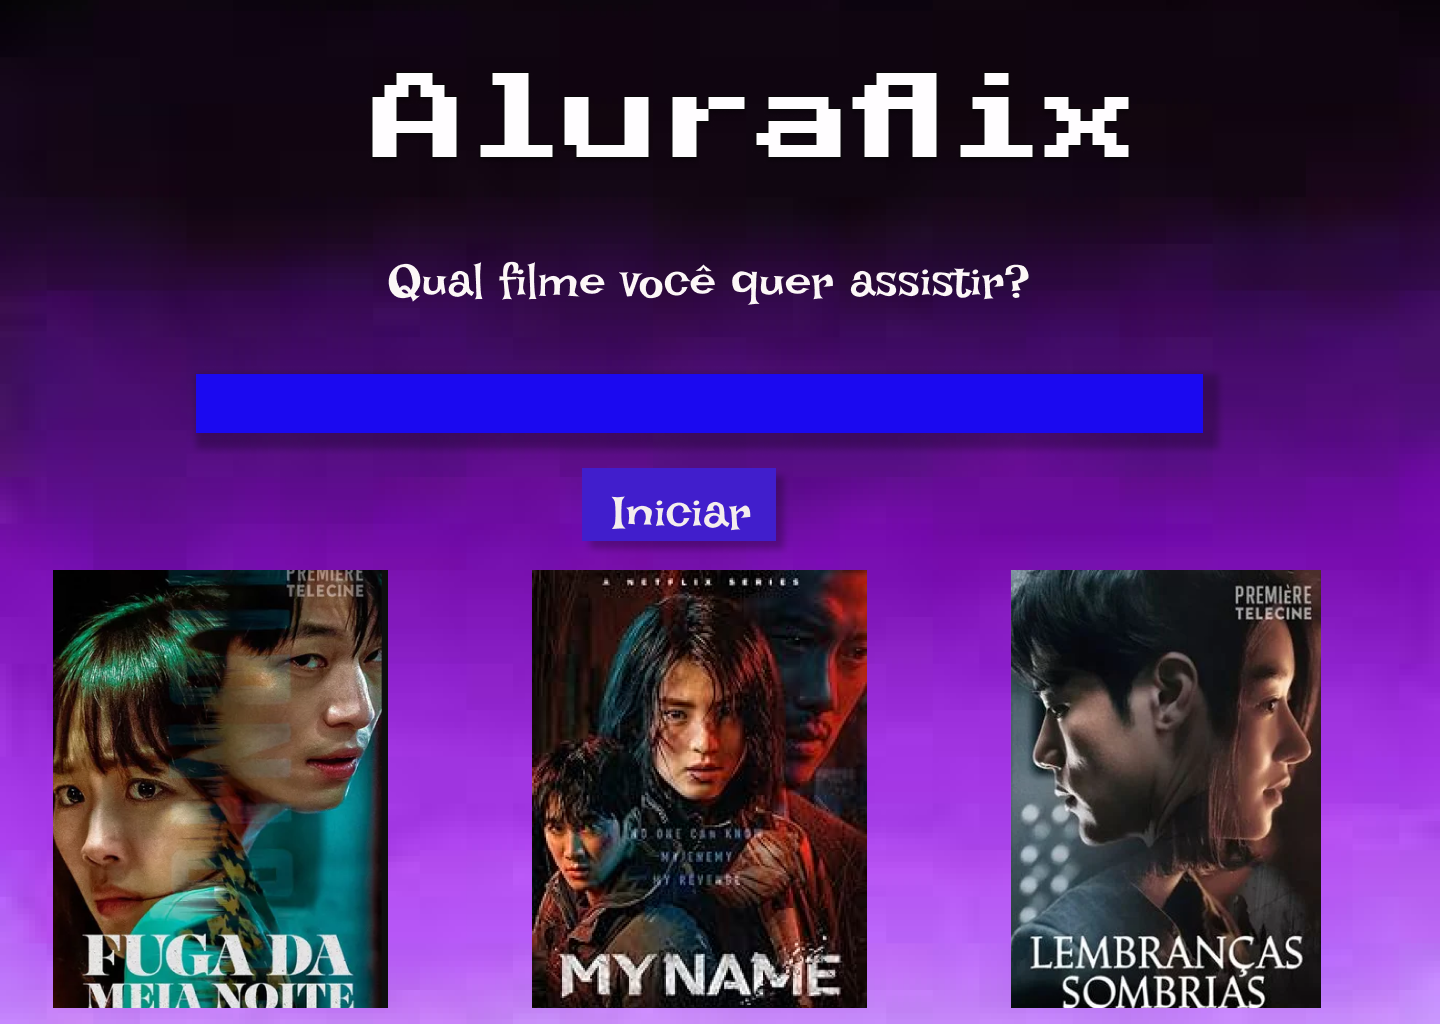 Aluraflix
Qual filme você quer assistir?
Iniciar
PREMIÈRE
TELECINE
FUGA DA
MEIA NOITE
A NETFLIX SERIES
NO ONE CAN KNOW
MY ENEMY
MY REVENGE
MY NAME
PREMIÈRE
TELECINE
LEMBRANÇAS
SOMBRIAS